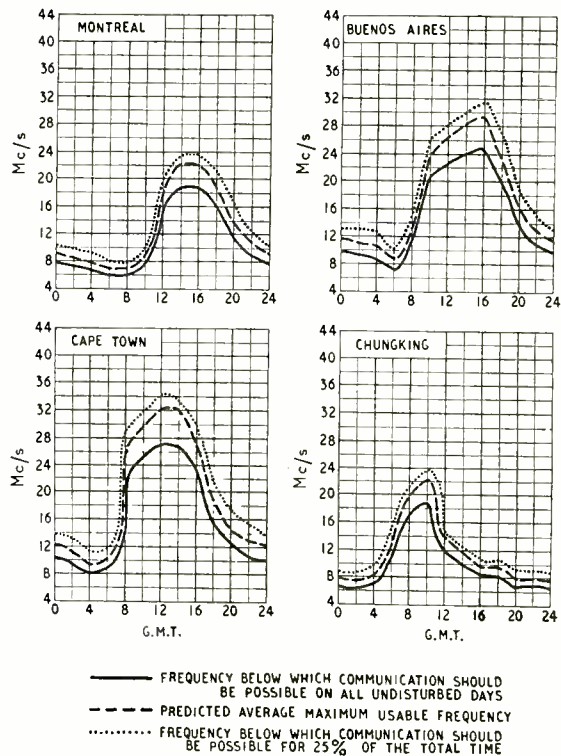 MONTREAL
44
40
36
32
28
24
20
16
12
8
4
Mc/s
0 4 8 12 16 20 24
BUENOS AIRES
44
40
36
32
28
24
20
16
12
8
4
Mc/s
0 4 8 12 16 20 24
CAPE TOWN
44
40
36
32
28
24
20
16
12
8
4
Mc/s
0 4 8 12 16 20 24
G.M.T.
CHUNGKING
44
40
36
32
28
24
20
16
12
8
4
Mc/s
0 4 8 12 16 20 24
G.M.T.
FREQUENCY BELOW WHICH COMMUNICATION SHOULD
BE POSSIBLE ON ALL UNDISTURBED DAYS
PREDICTED AVERAGE MAXIMUM USABLE FREQUENCY
FREQUENCY BELOW WHICH COMMUNICATION SHOULD
BE POSSIBLE FOR 25% OF THE TOTAL TIME